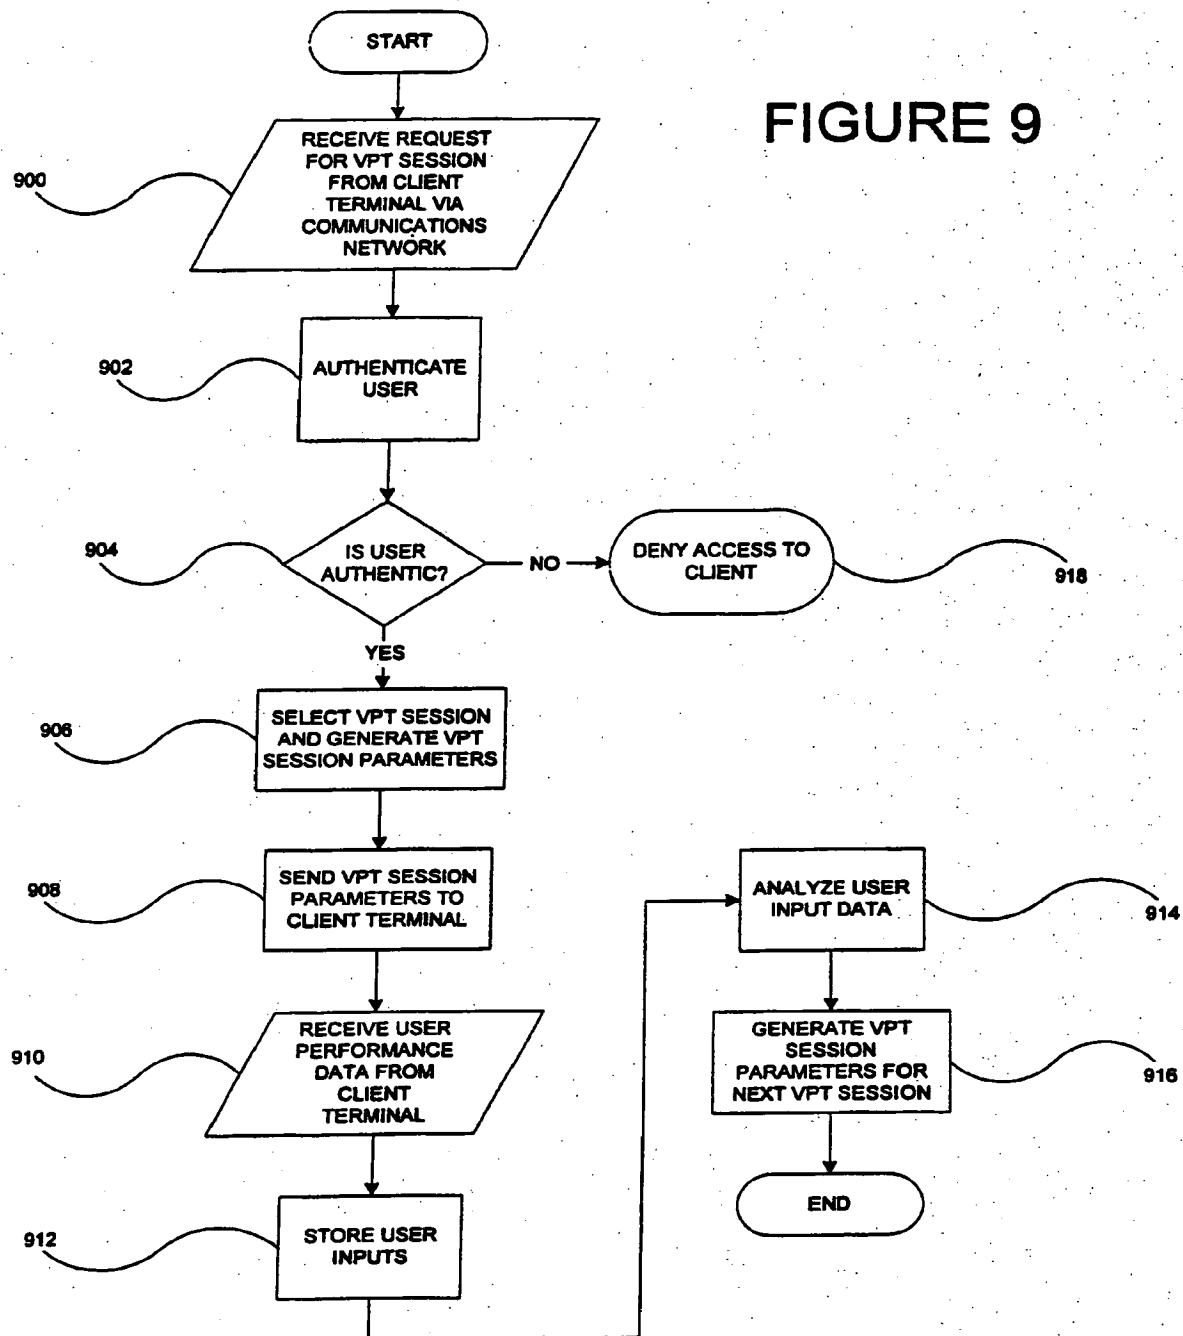 START
FIGURE 9
RECEIVE REQUEST
FOR VPT SESSION
FROM CLIENT
TERMINAL VIA
COMMUNICATIONS
NETWORK
900
AUTHENTICATE
USER
902
IS USER
AUTHENTIC?
904
NO
DENY ACCESS TO
CLIENT
918
YES
SELECT VPT SESSION
AND GENERATE VPT
SESSION PARAMETERS
906
SEND VPT SESSION
PARAMETERS TO
CLIENT TERMINAL
908
RECEIVE USER
PERFORMANCE
DATA FROM
CLIENT
TERMINAL
910
STORE USER
INPUTS
912
ANALYZE USER
INPUT DATA
914
GENERATE VPT
SESSION
PARAMETERS FOR
NEXT VPT SESSION
916
END